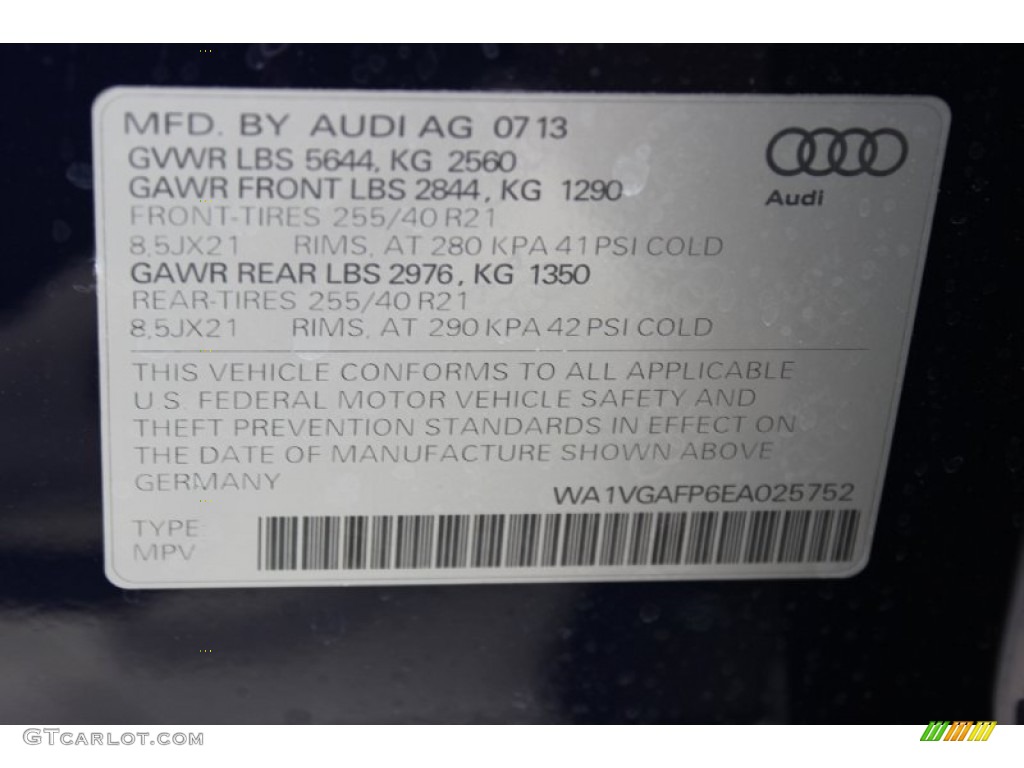 MFD. BY AUDI AG 07 13
GVWR LBS 5644, KG 2560
GAWR FRONT LBS 2844, KG 1290
FRONT-TIRES 255/40 R21
8,5JX21 RIMS, AT 280 KPA 41 PSI COLD
GAWR REAR LBS 2976, KG 1350
REAR-TIRES 255/40 R21
8,5JX21 RIMS, AT 290 KPA 42 PSI COLD
Audi
THIS VEHICLE CONFORMS TO ALL APPLICABLE
U.S. FEDERAL MOTOR VEHICLE SAFETY AND
THEFT PREVENTION STANDARDS IN EFFECT ON
THE DATE OF MANUFACTURE SHOWN ABOVE
GERMANY
WA1VGAFP6EA025752
TYPE
MPV
GTcarlot.com